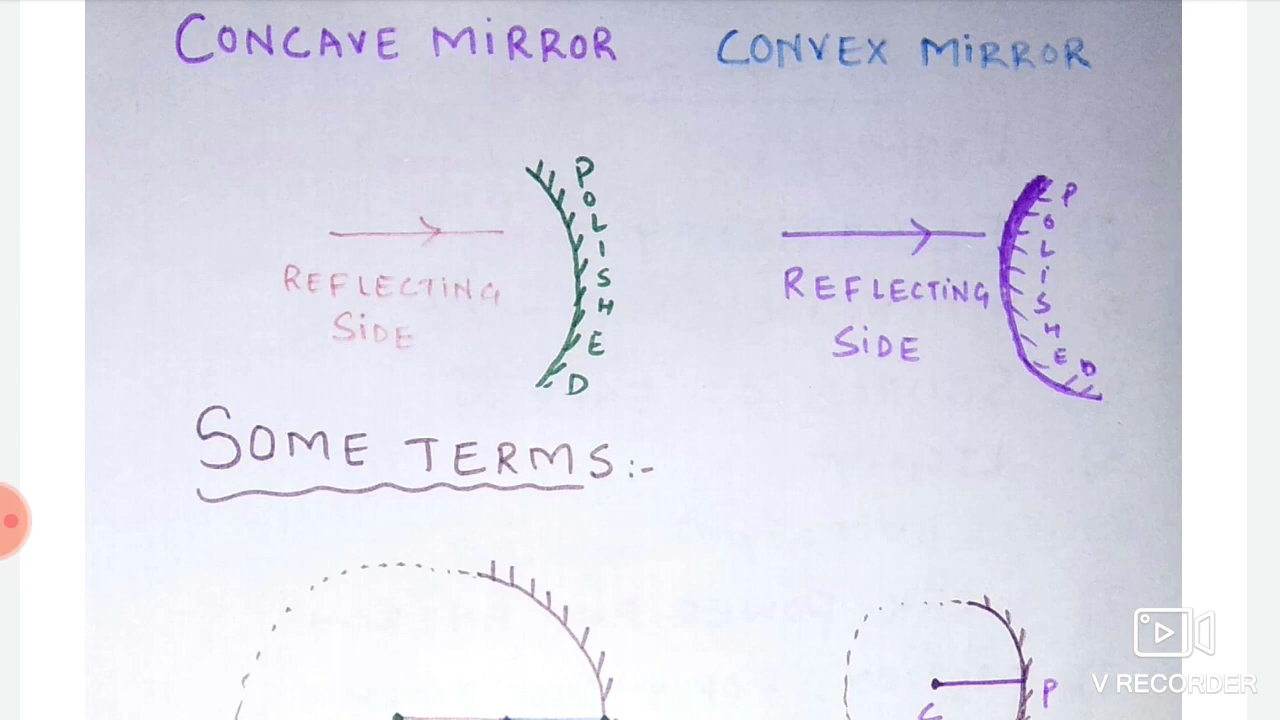 CONCAVE MiRROR
CONVEX MiRROR
POLISHED
REFLECTiNG
SiDE
POLISHED
REFLECTiNG
SiDE
SOME TERMS:-
P
C
V RECORDER